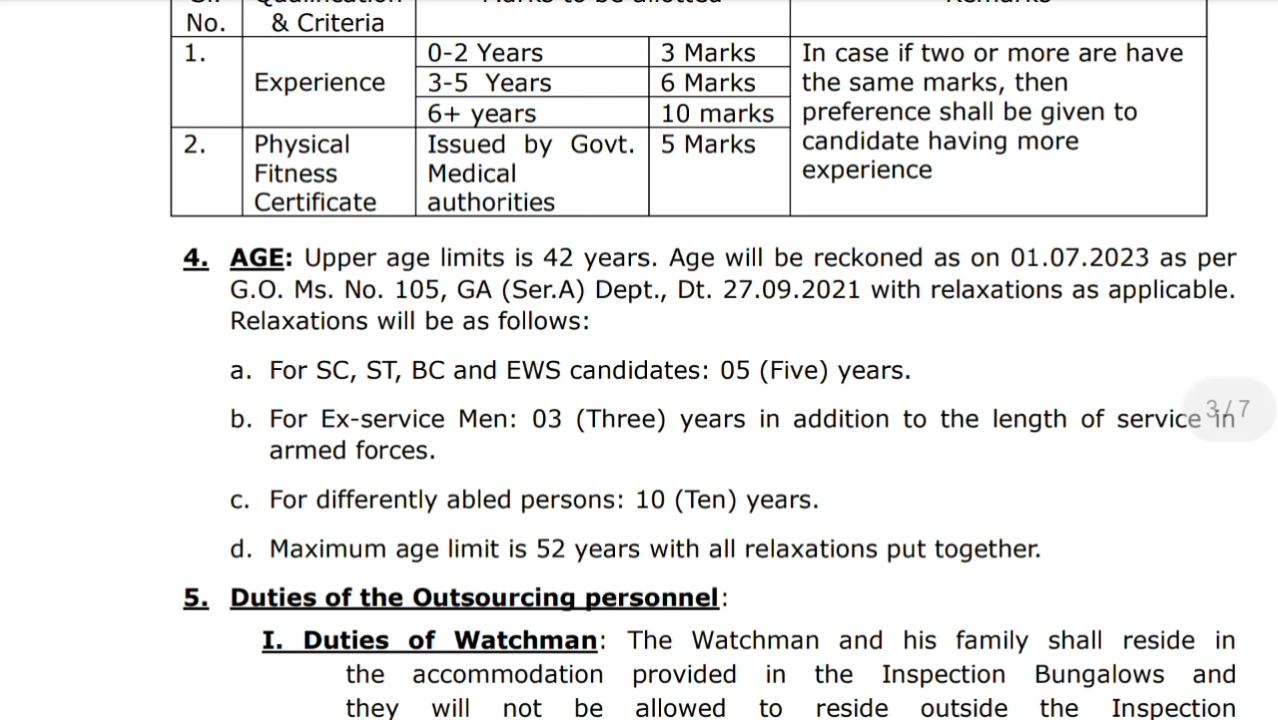 No. & Criteria
1. Experience 0-2 Years 3 Marks In case if two or more are have
3-5 Years 6 Marks the same marks, then
6+ years 10 marks preference shall be given to
2. Physical Issued by Govt. 5 Marks candidate having more
Fitness Medical experience
Certificate authorities
4. AGE: Upper age limits is 42 years. Age will be reckoned as on 01.07.2023 as per
G.O. Ms. No. 105, GA (Ser.A) Dept., Dt. 27.09.2021 with relaxations as applicable.
Relaxations will be as follows:
a. For SC, ST, BC and EWS candidates: 05 (Five) years.
b. For Ex-service Men: 03 (Three) years in addition to the length of service in
armed forces.
3/7
c. For differently abled persons: 10 (Ten) years.
d. Maximum age limit is 52 years with all relaxations put together.
5. Duties of the Outsourcing personnel:
I. Duties of Watchman: The Watchman and his family shall reside in
the accommodation provided in the Inspection Bungalows and
they will not be allowed to reside outside the Inspection